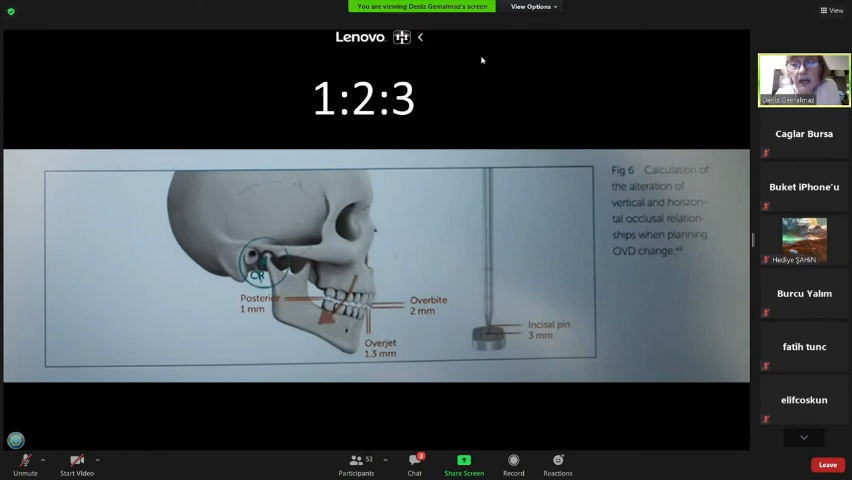 You are viewing Deniz Gemalmaz's screen
View Options
View
Lenovo
1:2:3
Fig 6 Calculation of
the alteration of
vertical and horizon-
tal occlusal relation-
ships when planning
OVD change.
CR
Posterior
1 mm
Overbite
2 mm
Overjet
1.3 mm
Incisal pin
3 mm
Deniz Gemalmaz
Caglar Bursa
Buket iPhone'u
Hediye ŞAHİN
Burcu Yalım
fatih tunc
elifcoskun
Unmute
Start Video
53
Participants
Chat
Share Screen
Record
Reactions
Leave